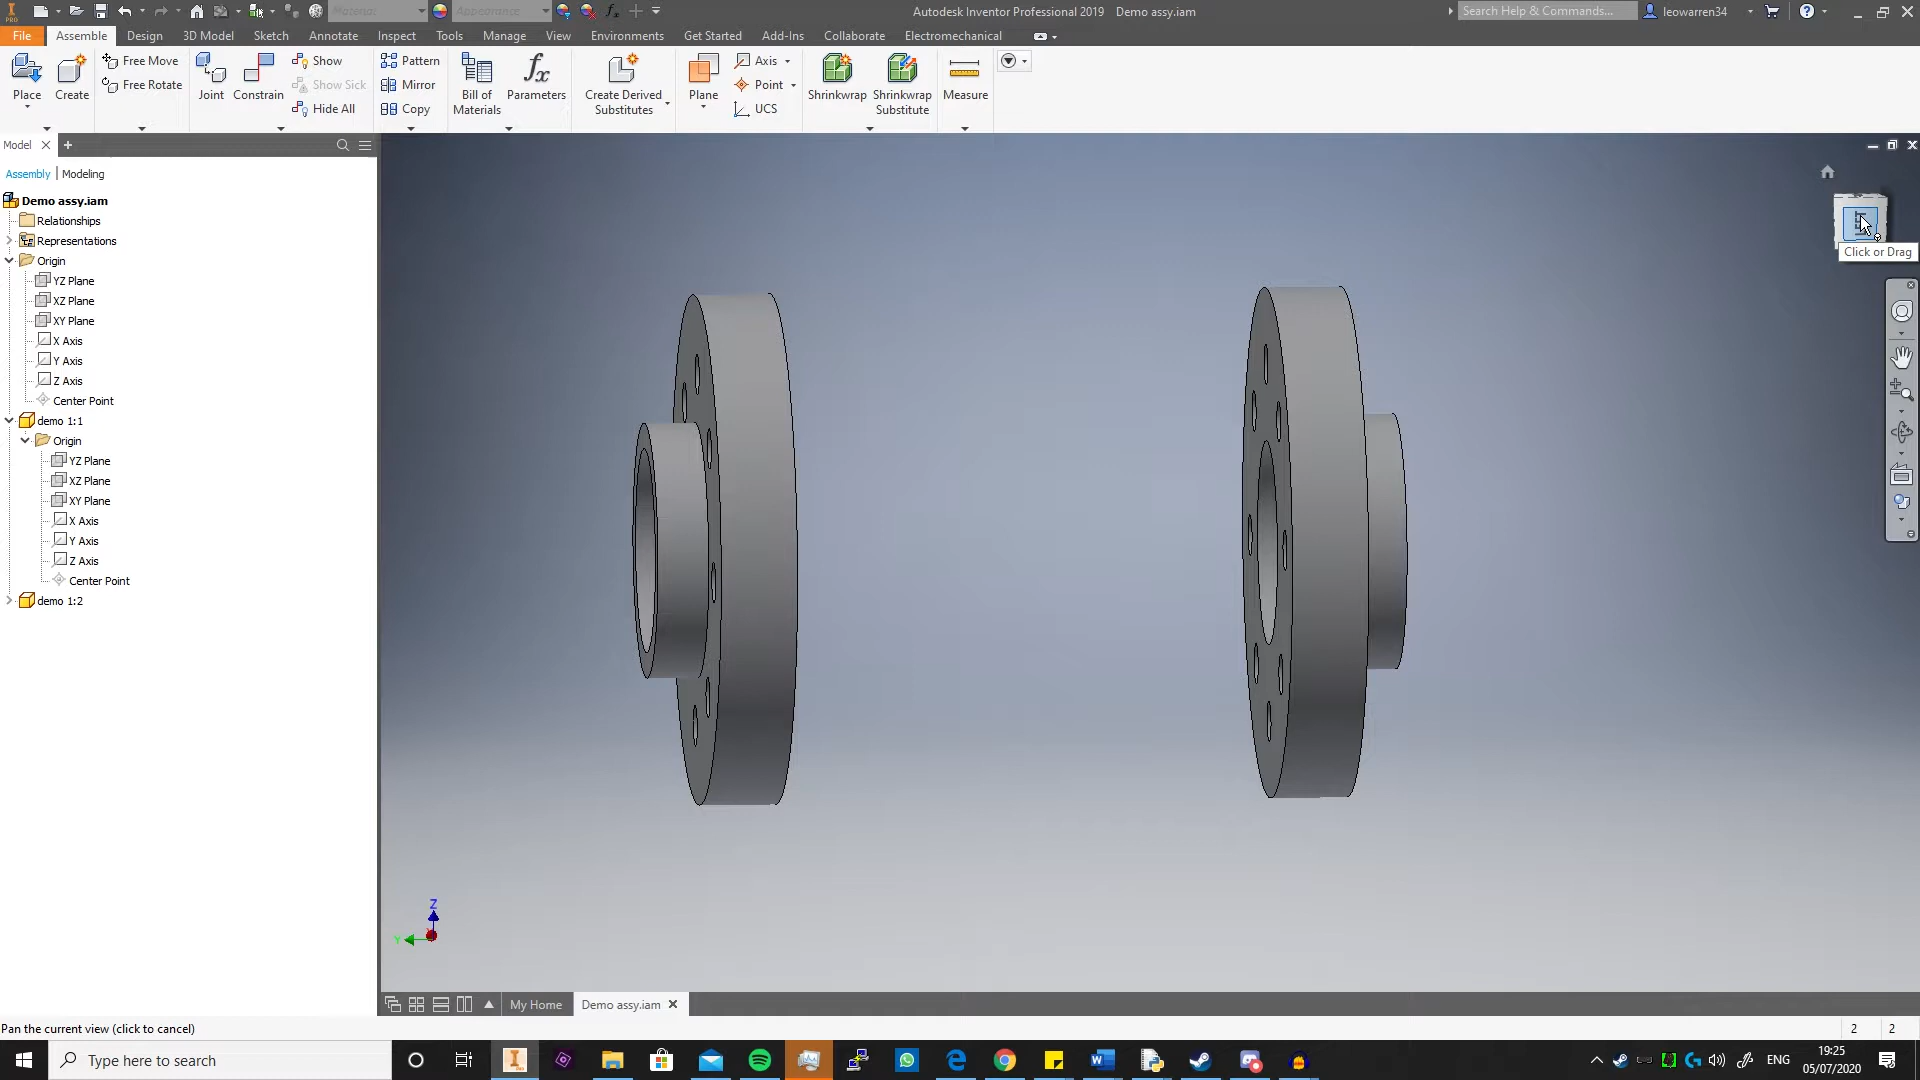 PRO
Material
Appearance
fx
Autodesk Inventor Professional 2019 Demo assy.iam
Search Help & Commands...
leowarren34
File Assemble Design 3D Model Sketch Annotate Inspect Tools Manage View Environments Get Started Add-Ins Collaborate Electromechanical
Place
Create
Free Move
Free Rotate
Joint
Constrain
Show
Show Sick
Hide All
Pattern
Mirror
Copy
Bill of
Materials
fx
Parameters
Create Derived
Substitutes
Plane
Axis
Point
UCS
Shrinkwrap
Shrinkwrap
Substitute
Measure
Model
Assembly | Modeling
Demo assy.iam
Relationships
Representations
Origin
YZ Plane
XZ Plane
XY Plane
X Axis
Y Axis
Z Axis
Center Point
demo 1:1
Origin
YZ Plane
XZ Plane
XY Plane
X Axis
Y Axis
Z Axis
Center Point
demo 1:2
Click or Drag
Z
Y
My Home
Demo assy.iam
Pan the current view (click to cancel)
2 2
Type here to search
ENG
19:25
05/07/2020